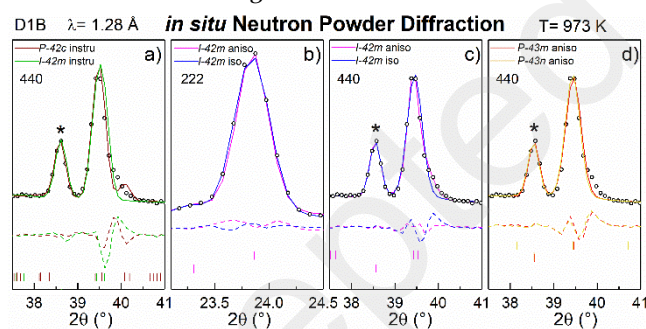 D1B λ= 1.28 Å in situ Neutron Powder Diffraction T= 973 K
P-42c instru
I-42m instru
a)
440
*
I-42m aniso
I-42m iso
b)
222
I-42m aniso
I-42m iso
c)
440
*
P-43m aniso
P-43n aniso
d)
440
*
38 39 40 41
2θ (°)
23.5 24.0 24.5
2θ (°)
38 39 40 41
2θ (°)
38 39 40 41
2θ (°)